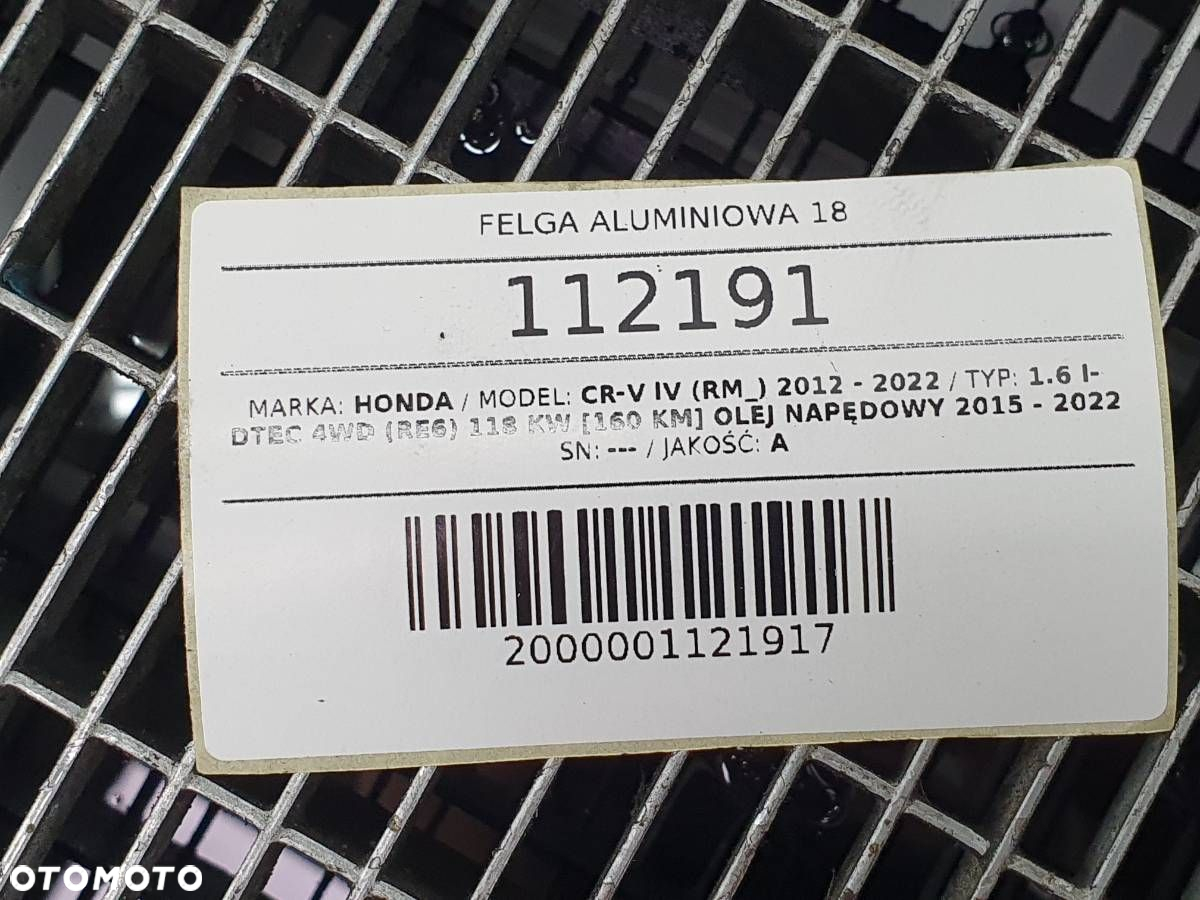 FELGA ALUMINIOWA 18
112191
MARKA: HONDA / MODEL: CR-V IV (RM_) 2012 - 2022 / TYP: 1.6 I-
DTEC 4WD (RE6) 118 KW [160 KM] OLEJ NAPĘDOWY 2015 - 2022
SN: --- / JAKOŚĆ: A
2000001121917
OTOMOTO